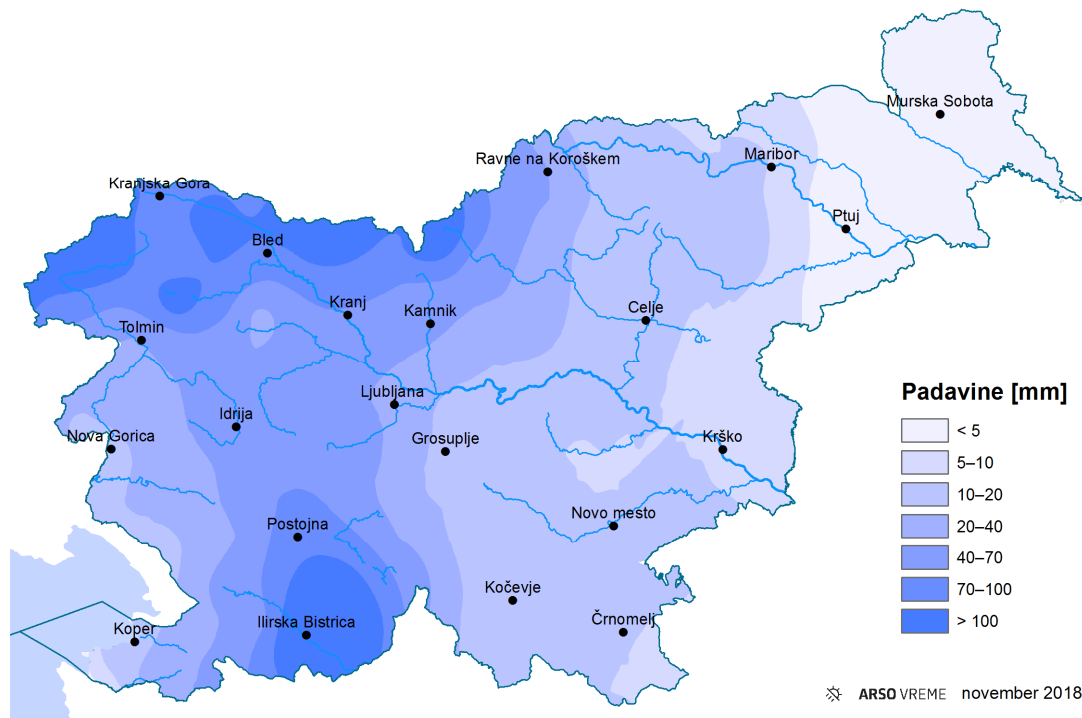 Murska Sobota
Maribor
Ravne na Koroškem
Kranjska Gora
Ptuj
Bled
Kranj
Kamnik
Celje
Tolmin
Ljubljana
Idrija
Nova Gorica
Grosuplje
Krško
Postojna
Novo mesto
Kočevje
Ilirska Bistrica
Črnomelj
Koper
Padavine [mm]
< 5
5–10
10–20
20–40
40–70
70–100
> 100
ARSO VREME november 2018